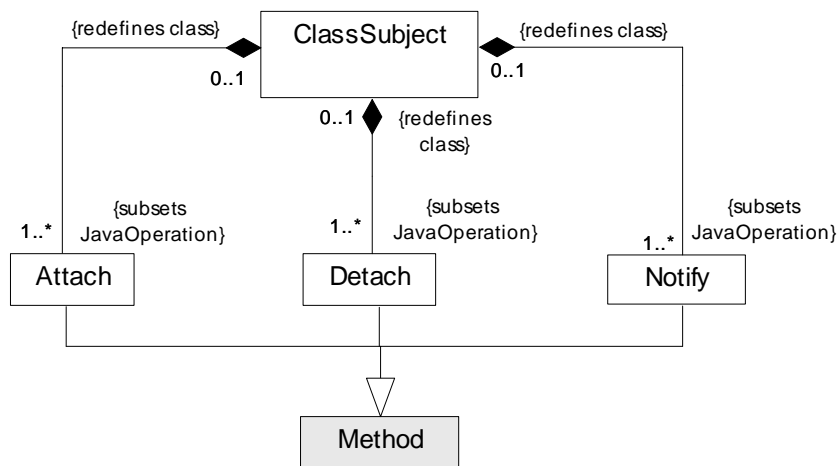 {redefines class}
ClassSubject
{redefines class}
0..1
0..1
0..1
{redefines
class}
1..*
{subsets
JavaOperation}
1..*
{subsets
JavaOperation}
1..*
{subsets
JavaOperation}
Attach
Detach
Notify
Method